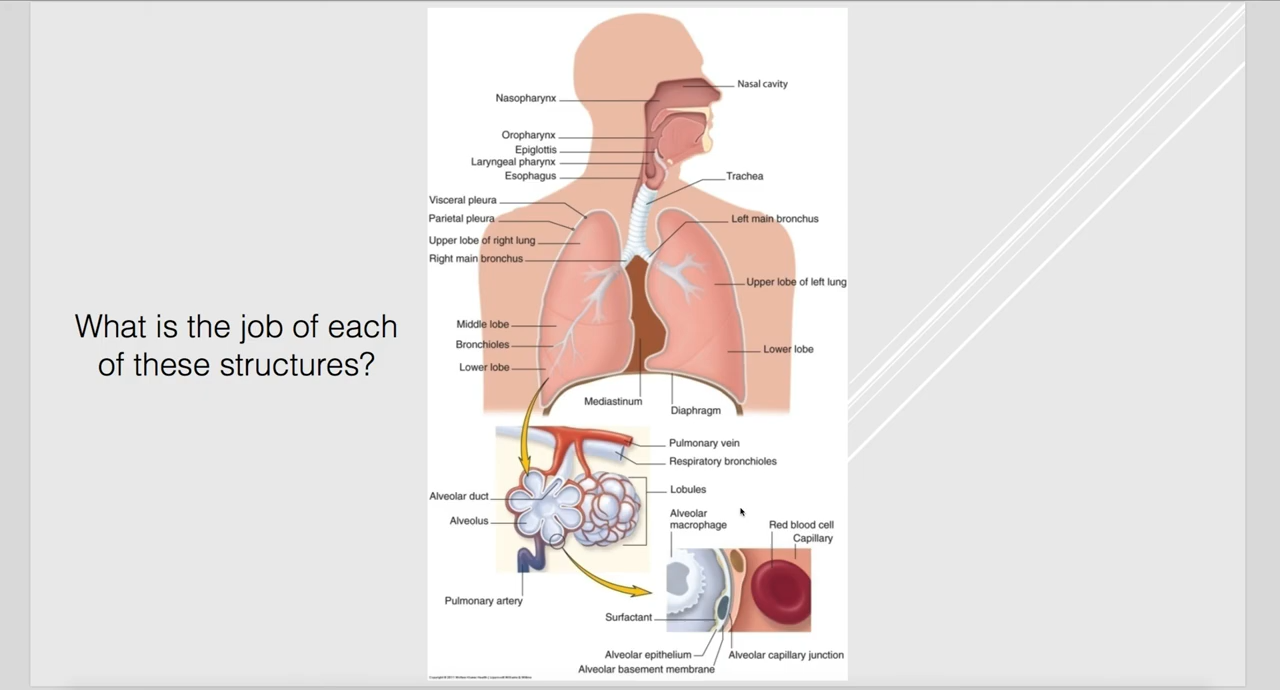 What is the job of each
of these structures?
Nasal cavity
Nasopharynx
Oropharynx
Epiglottis
Laryngeal pharynx
Esophagus
Trachea
Visceral pleura
Parietal pleura
Left main bronchus
Upper lobe of right lung
Right main bronchus
Upper lobe of left lung
Middle lobe
Bronchioles
Lower lobe
Lower lobe
Mediastinum
Diaphragm
Pulmonary vein
Respiratory bronchioles
Lobules
Alveolar duct
Alveolus
Alveolar
macrophage
Red blood cell
Capillary
Pulmonary artery
Surfactant
Alveolar epithelium
Alveolar capillary junction
Alveolar basement membrane